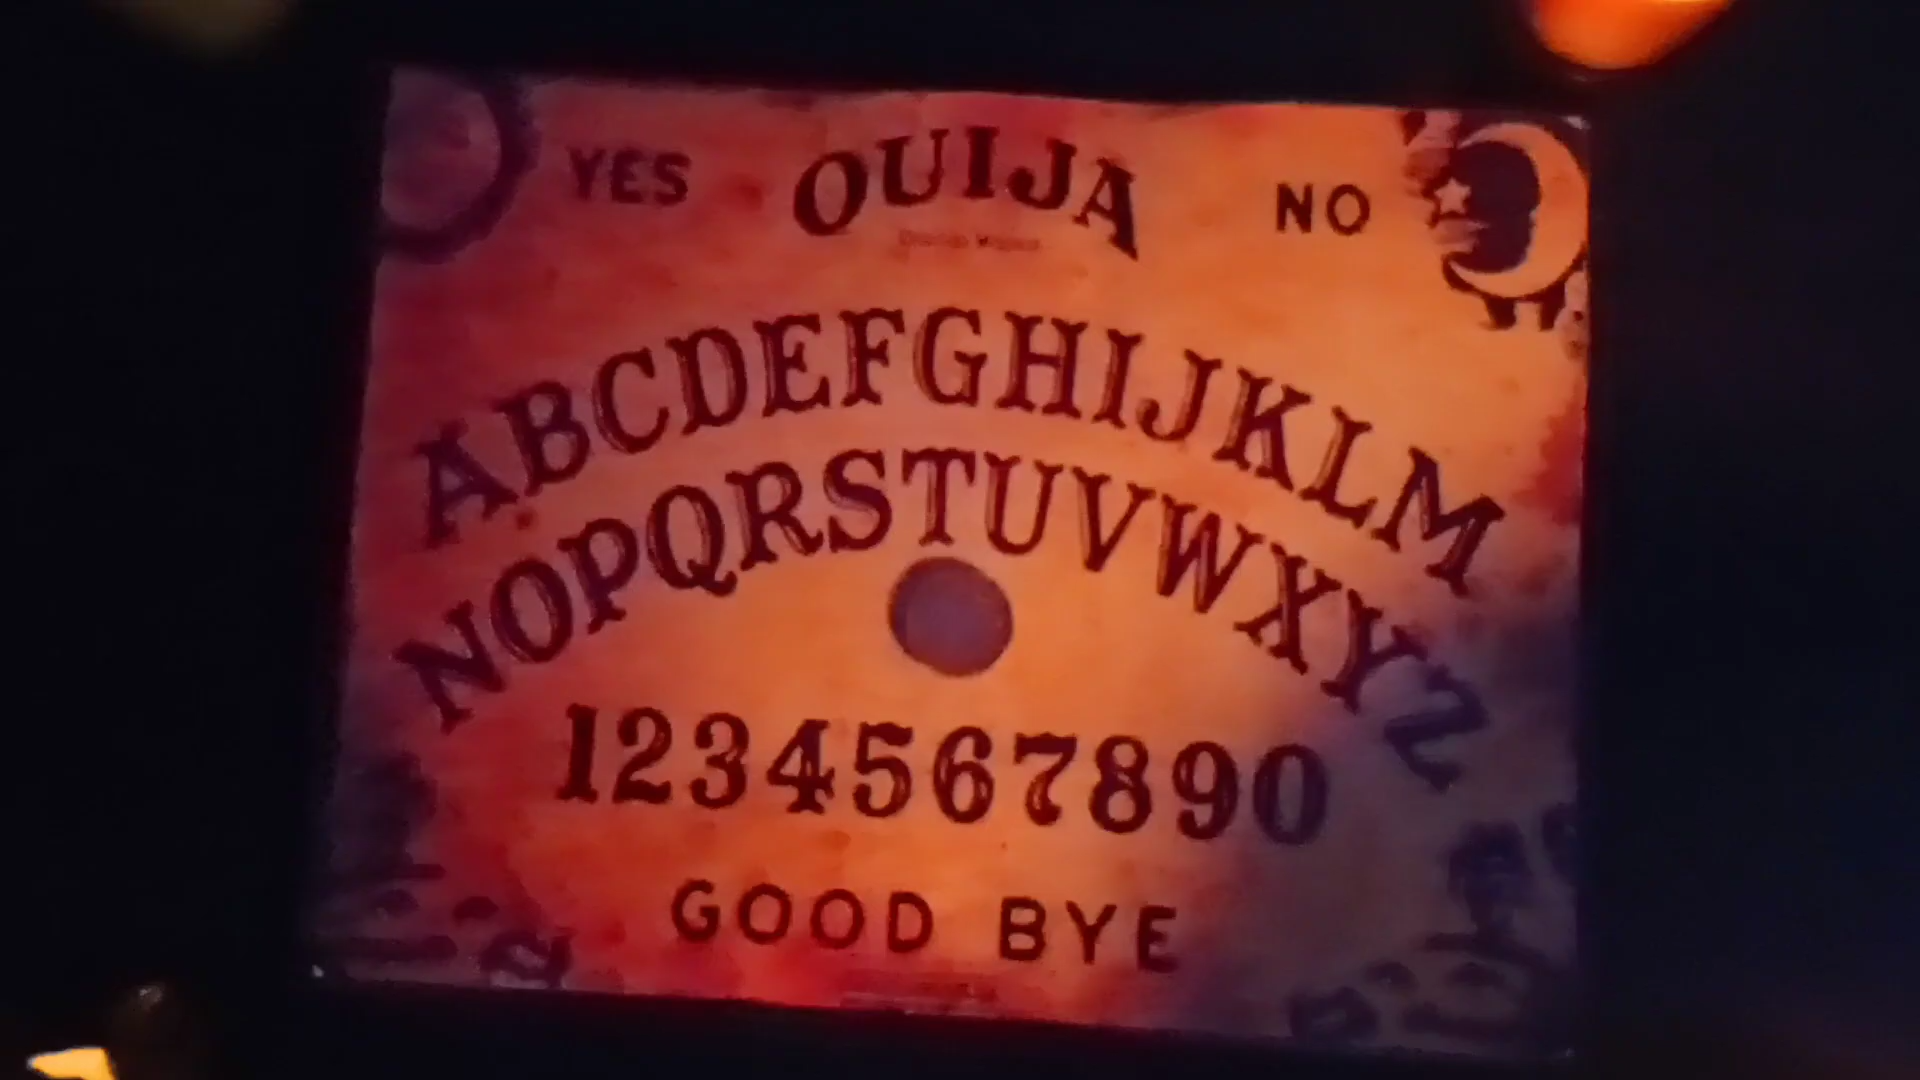 YES OUIJA NO
ABCDEFGHIJKLM
NOPQRSTUVWXYZ
1234567890
GOOD BYE